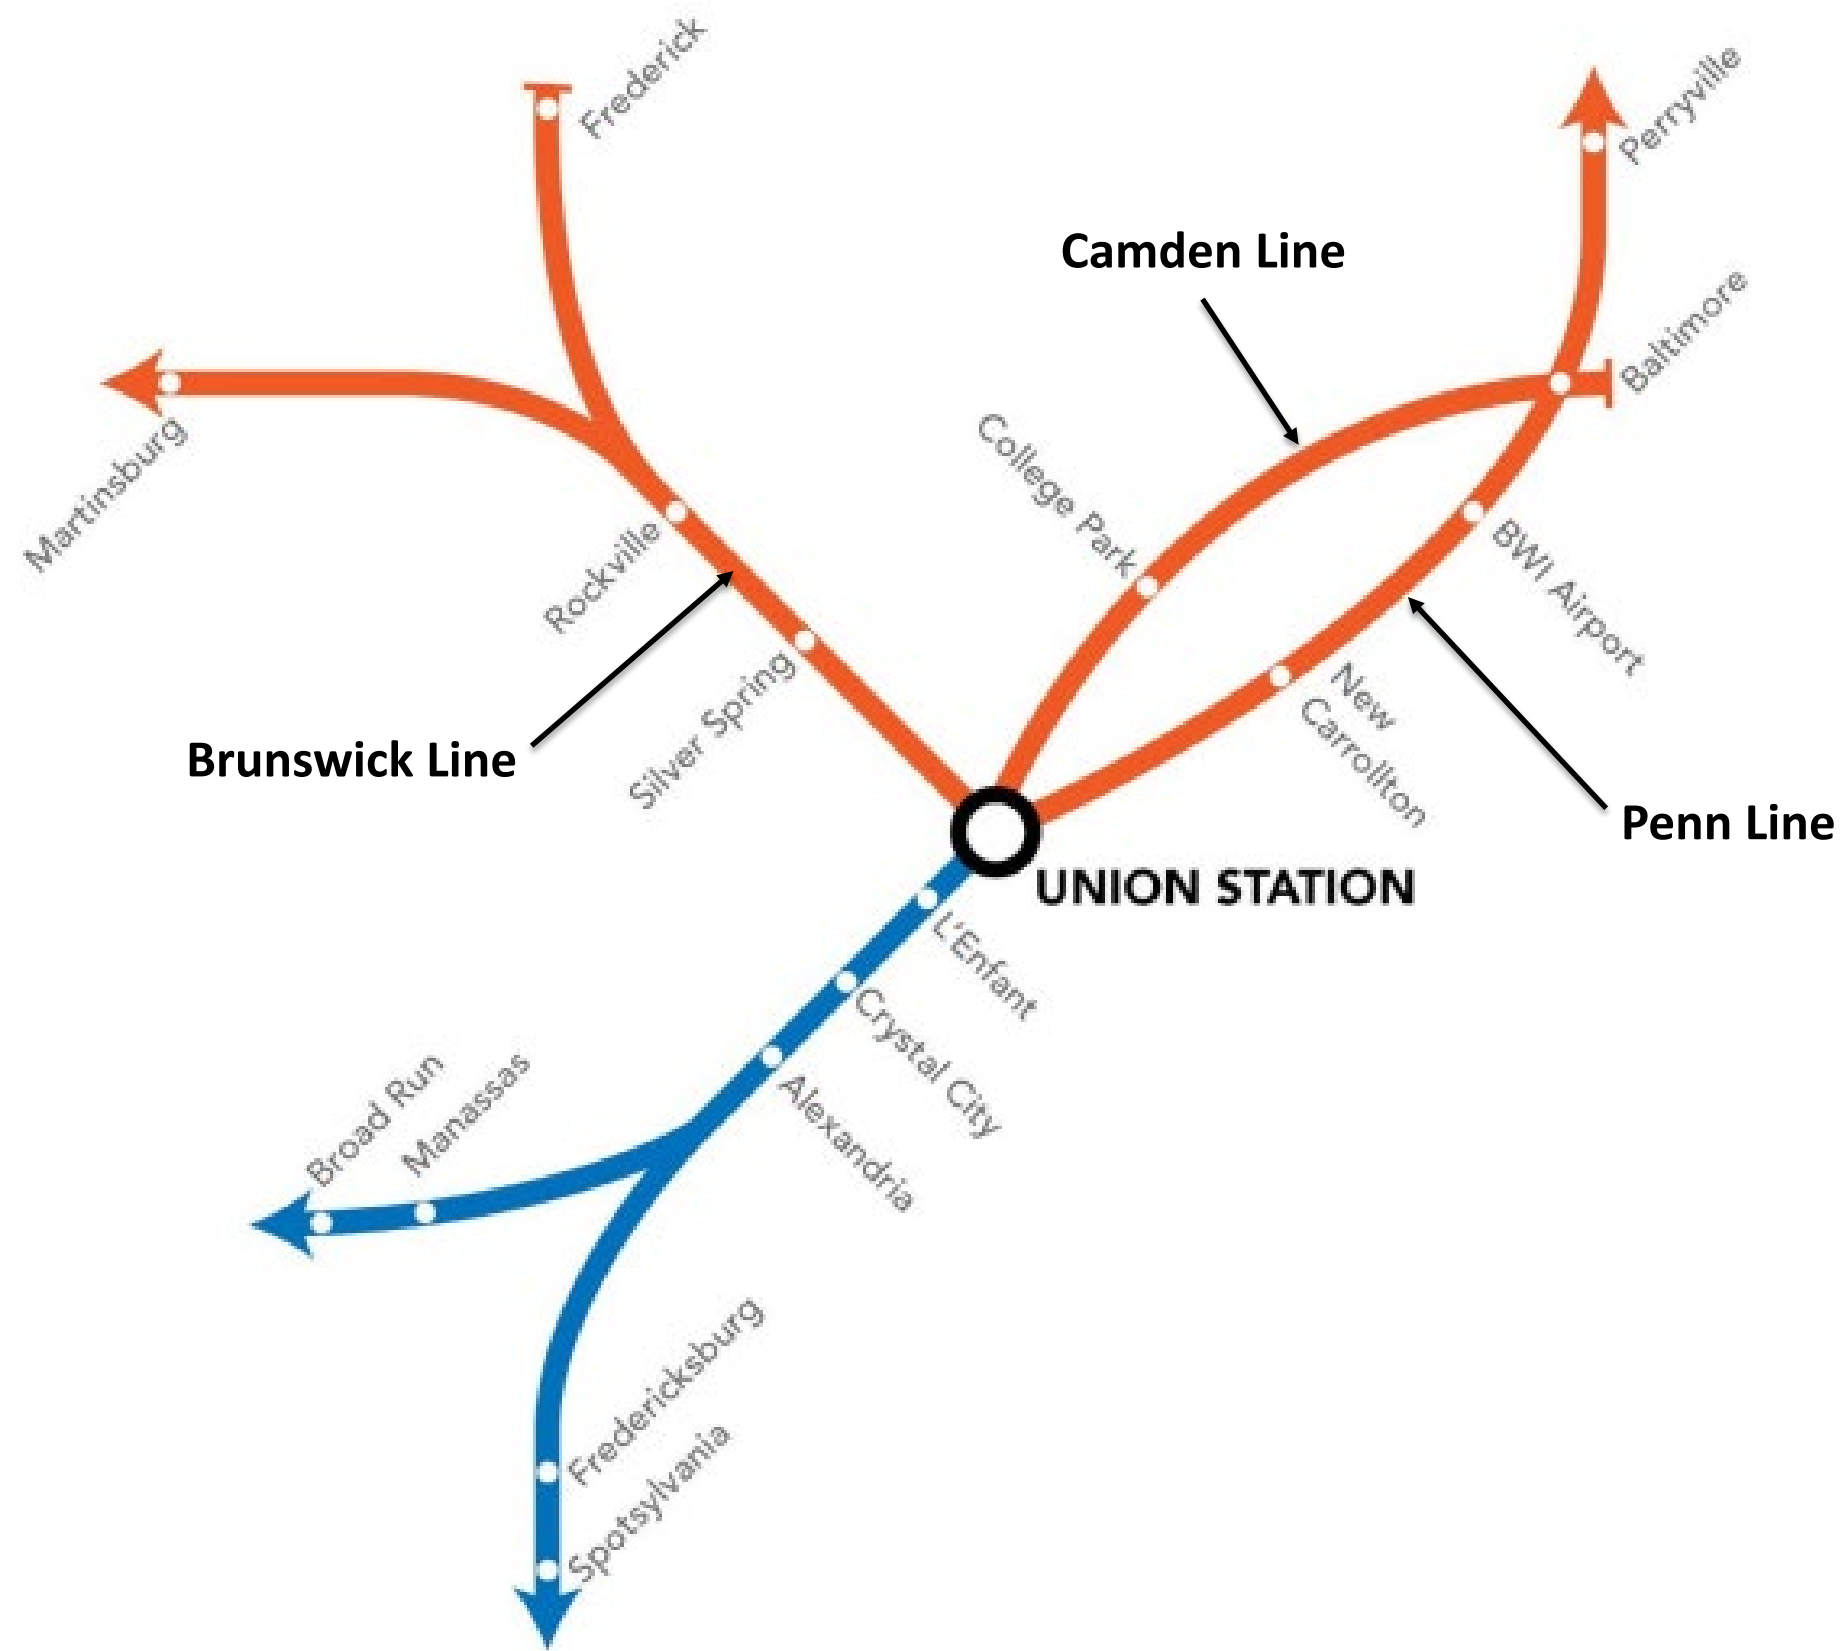 Frederick
Perryville
Camden Line
Baltimore
Martinsburg
College Park
Rockville
BWI Airport
Silver Spring
New
Carrollton
Brunswick Line
Penn Line
UNION STATION
L'Enfant
Crystal City
Alexandria
Broad Run
Manassas
Fredericksburg
Spotsylvania